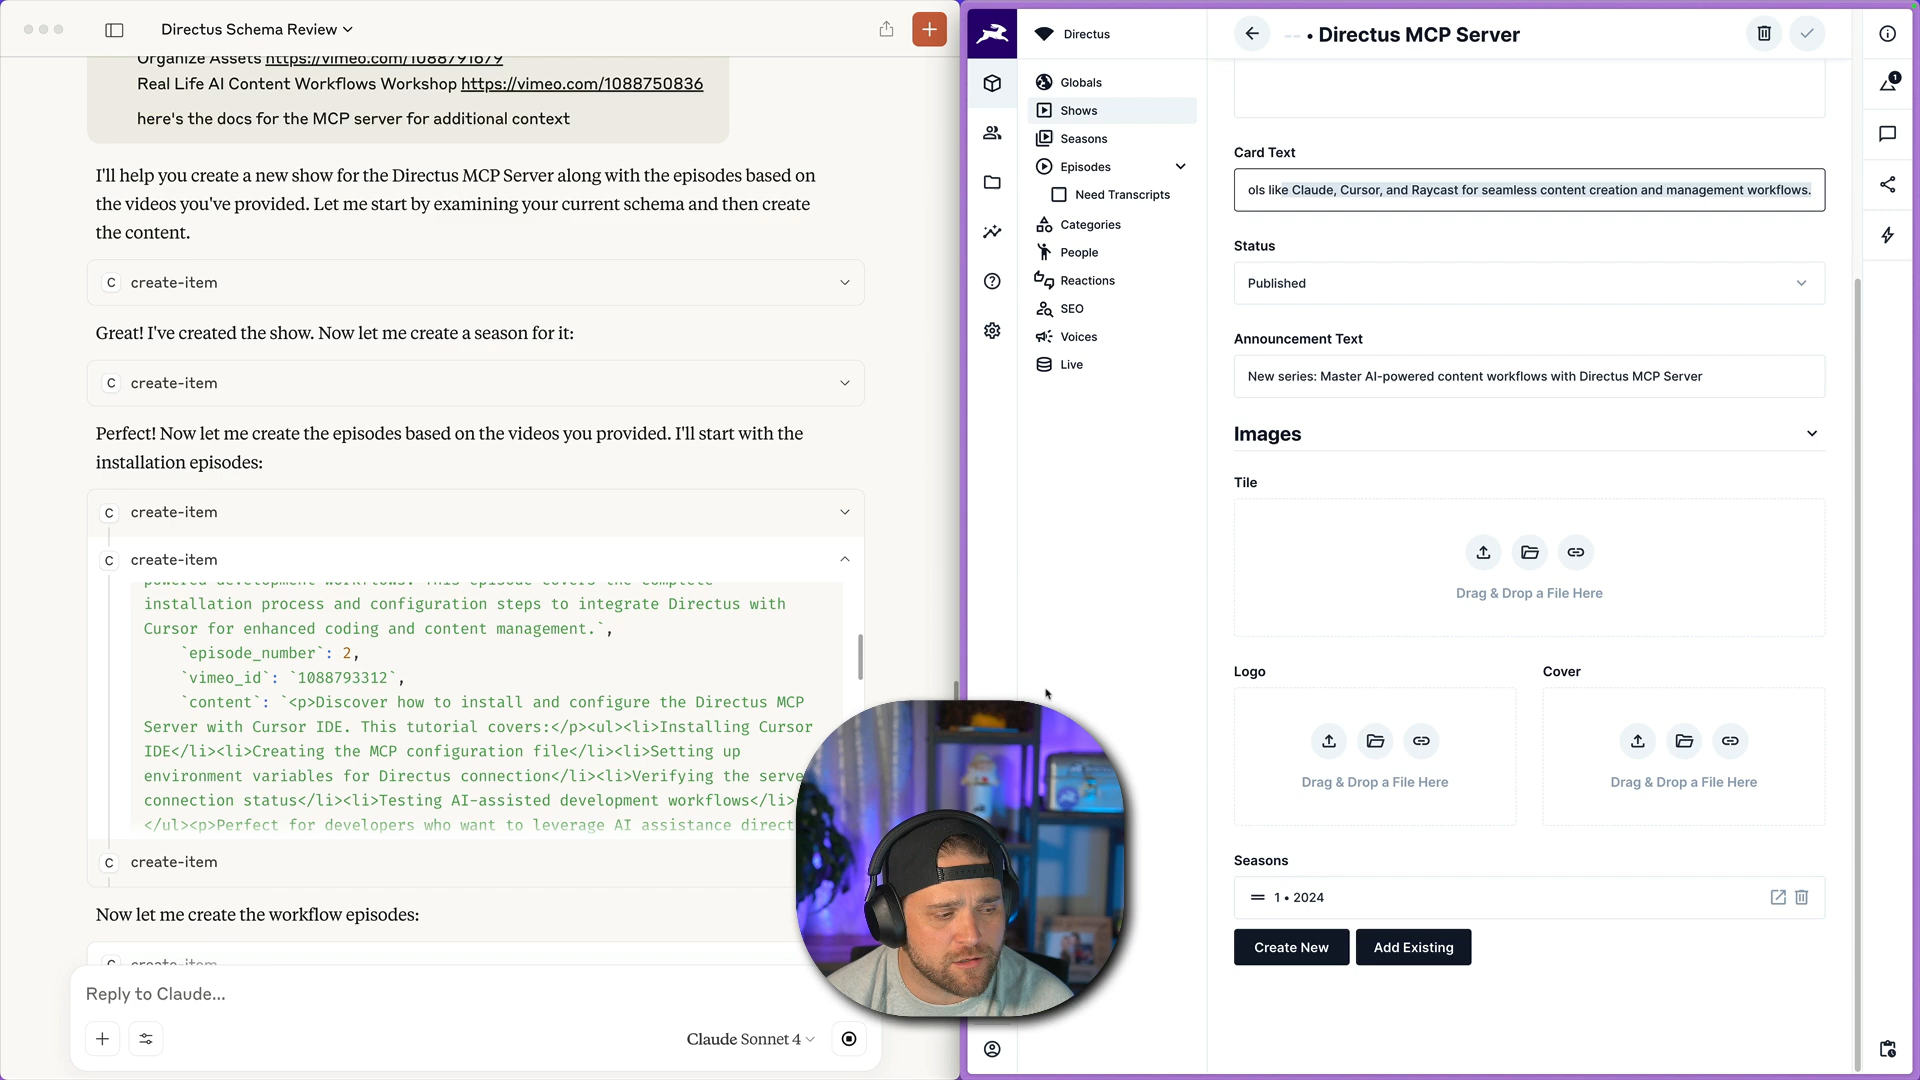 Directus Schema Review
Organize Assets https://vimeo.com/1088791679
Real Life AI Content Workflows Workshop https://vimeo.com/1088750836
here's the docs for the MCP server for additional context
I'll help you create a new show for the Directus MCP Server along with the episodes based on
the videos you've provided. Let me start by examining your current schema and then create
the content.
C create-item
Great! I've created the show. Now let me create a season for it:
C create-item
Perfect! Now let me create the episodes based on the videos you provided. I'll start with the
installation episodes:
C create-item
C create-item
powered development workflows. This episode covers the complete
installation process and configuration steps to integrate Directus with
Cursor for enhanced coding and content management.`,
`episode_number`: 2,
`vimeo_id`: `1088793312`,
`content`: `<p>Discover how to install and configure the Directus MCP
Server with Cursor IDE. This tutorial covers:</p><ul><li>Installing Cursor
IDE</li><li>Creating the MCP configuration file</li><li>Setting up
environment variables for Directus connection</li><li>Verifying the serve
connection status</li><li>Testing AI-assisted development workflows</li>
</ul><p>Perfect for developers who want to leverage AI assistance direct
C create-item
Now let me create the workflow episodes:
C create-item
Reply to Claude...
Claude Sonnet 4
Directus
Globals
Shows
Seasons
Episodes
Need Transcripts
Categories
People
Reactions
SEO
Voices
Live
-- • Directus MCP Server
1
Card Text
ols like Claude, Cursor, and Raycast for seamless content creation and management workflows.
Status
Published
Announcement Text
New series: Master AI-powered content workflows with Directus MCP Server
Images
Tile
Drag & Drop a File Here
Logo
Cover
Drag & Drop a File Here
Drag & Drop a File Here
Seasons
1 • 2024
Create New
Add Existing